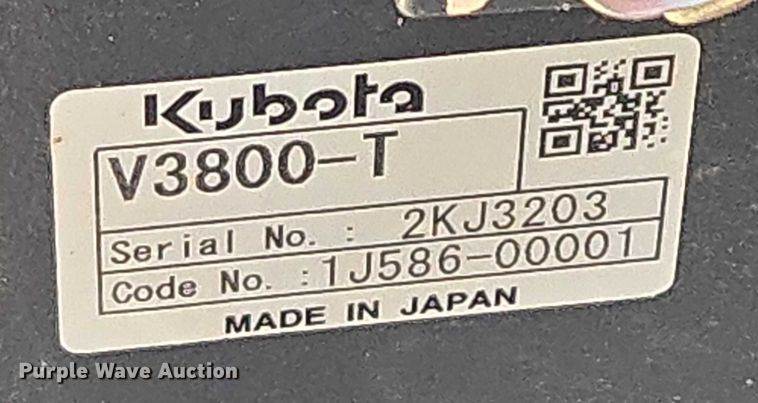 Kubota
V3800-T
Serial No. : 2KJ3203
Code No. : 1J586-00001
MADE IN JAPAN
Purple Wave Auction